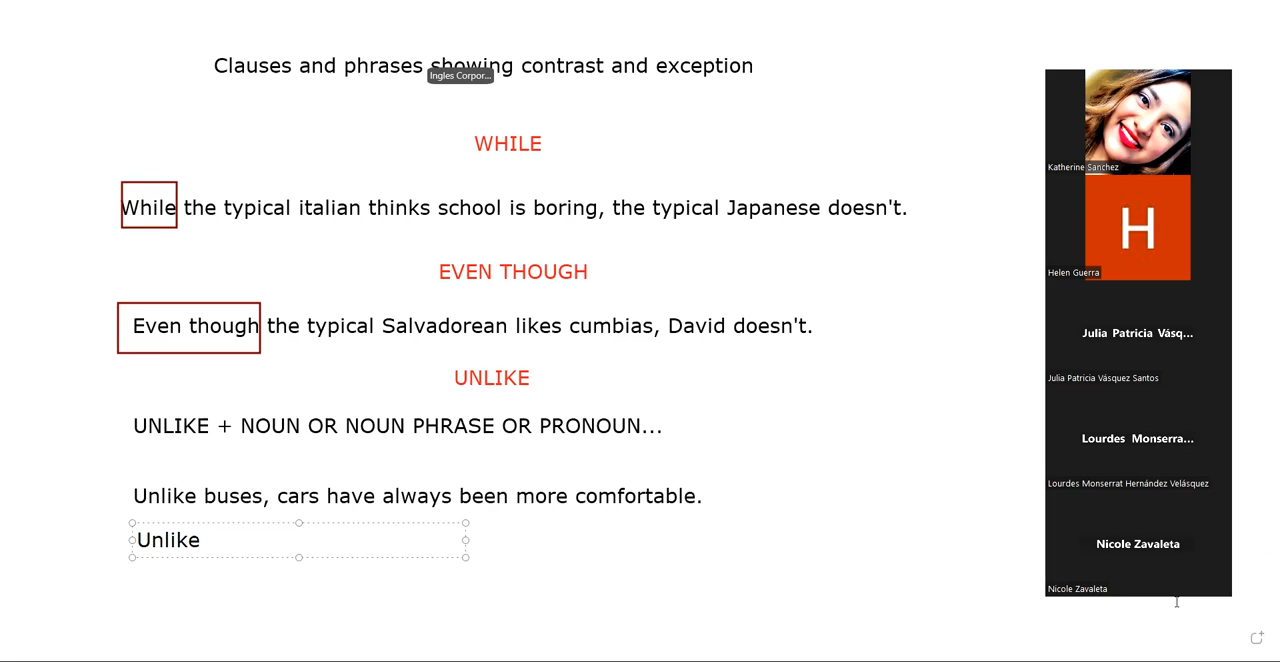 Clauses and phrases showing contrast and exception
Ingles Corpor...
WHILE
While the typical italian thinks school is boring, the typical Japanese doesn't.
EVEN THOUGH
Even though the typical Salvadorean likes cumbias, David doesn't.
UNLIKE
UNLIKE + NOUN OR NOUN PHRASE OR PRONOUN...
Unlike buses, cars have always been more comfortable.
Unlike
Katherine Sanchez
H
Helen Guerra
Julia Patricia Vásq...
Julia Patricia Vásquez Santos
Lourdes Monserra...
Lourdes Monserrat Hernández Velásquez
Nicole Zavaleta
Nicole Zavaleta